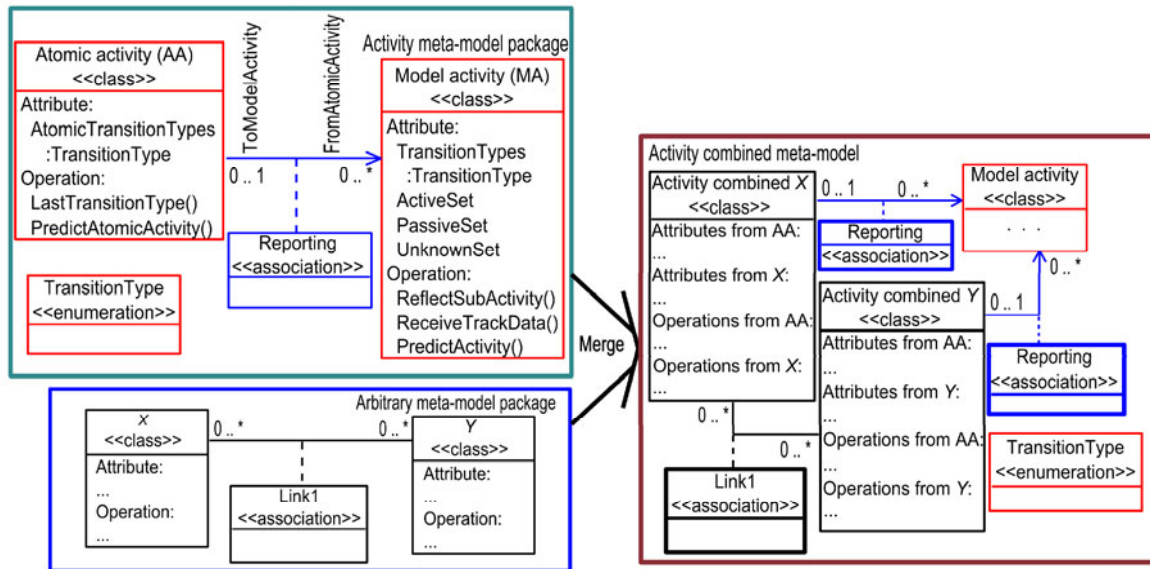 Activity meta-model package
Atomic activity (AA)
<<class>>
Attribute:
AtomicTransitionTypes
:TransitionType
Operation:
LastTransitionType()
PredictAtomicActivity()
ToModelActivity
FromAtomicActivity
0 .. 1
0 .. *
Reporting
<<association>>
TransitionType
<<enumeration>>
Model activity (MA)
<<class>>
Attribute:
TransitionTypes
:TransitionType
ActiveSet
PassiveSet
UnknownSet
Operation:
ReflectSubActivity()
ReceiveTrackData()
PredictActivity()
Arbitrary meta-model package
X
<<class>>
Attribute:
...
Operation:
...
0 .. *
0 .. *
Link1
<<association>>
Y
<<class>>
Attribute:
...
Operation:
...
Merge
Activity combined meta-model
Activity combined X
<<class>>
Attributes from AA:
...
Attributes from X:
...
Operations from AA:
...
Operations from X:
...
0 .. 1
0 .. *
Reporting
<<association>>
Model activity
<<class>>
. . .
0 .. *
0 .. 1
Activity combined Y
<<class>>
Attributes from AA:
...
Attributes from Y:
...
Operations from AA:
...
Operations from Y:
...
Reporting
<<association>>
0 .. *
0 .. *
Link1
<<association>>
TransitionType
<<enumeration>>